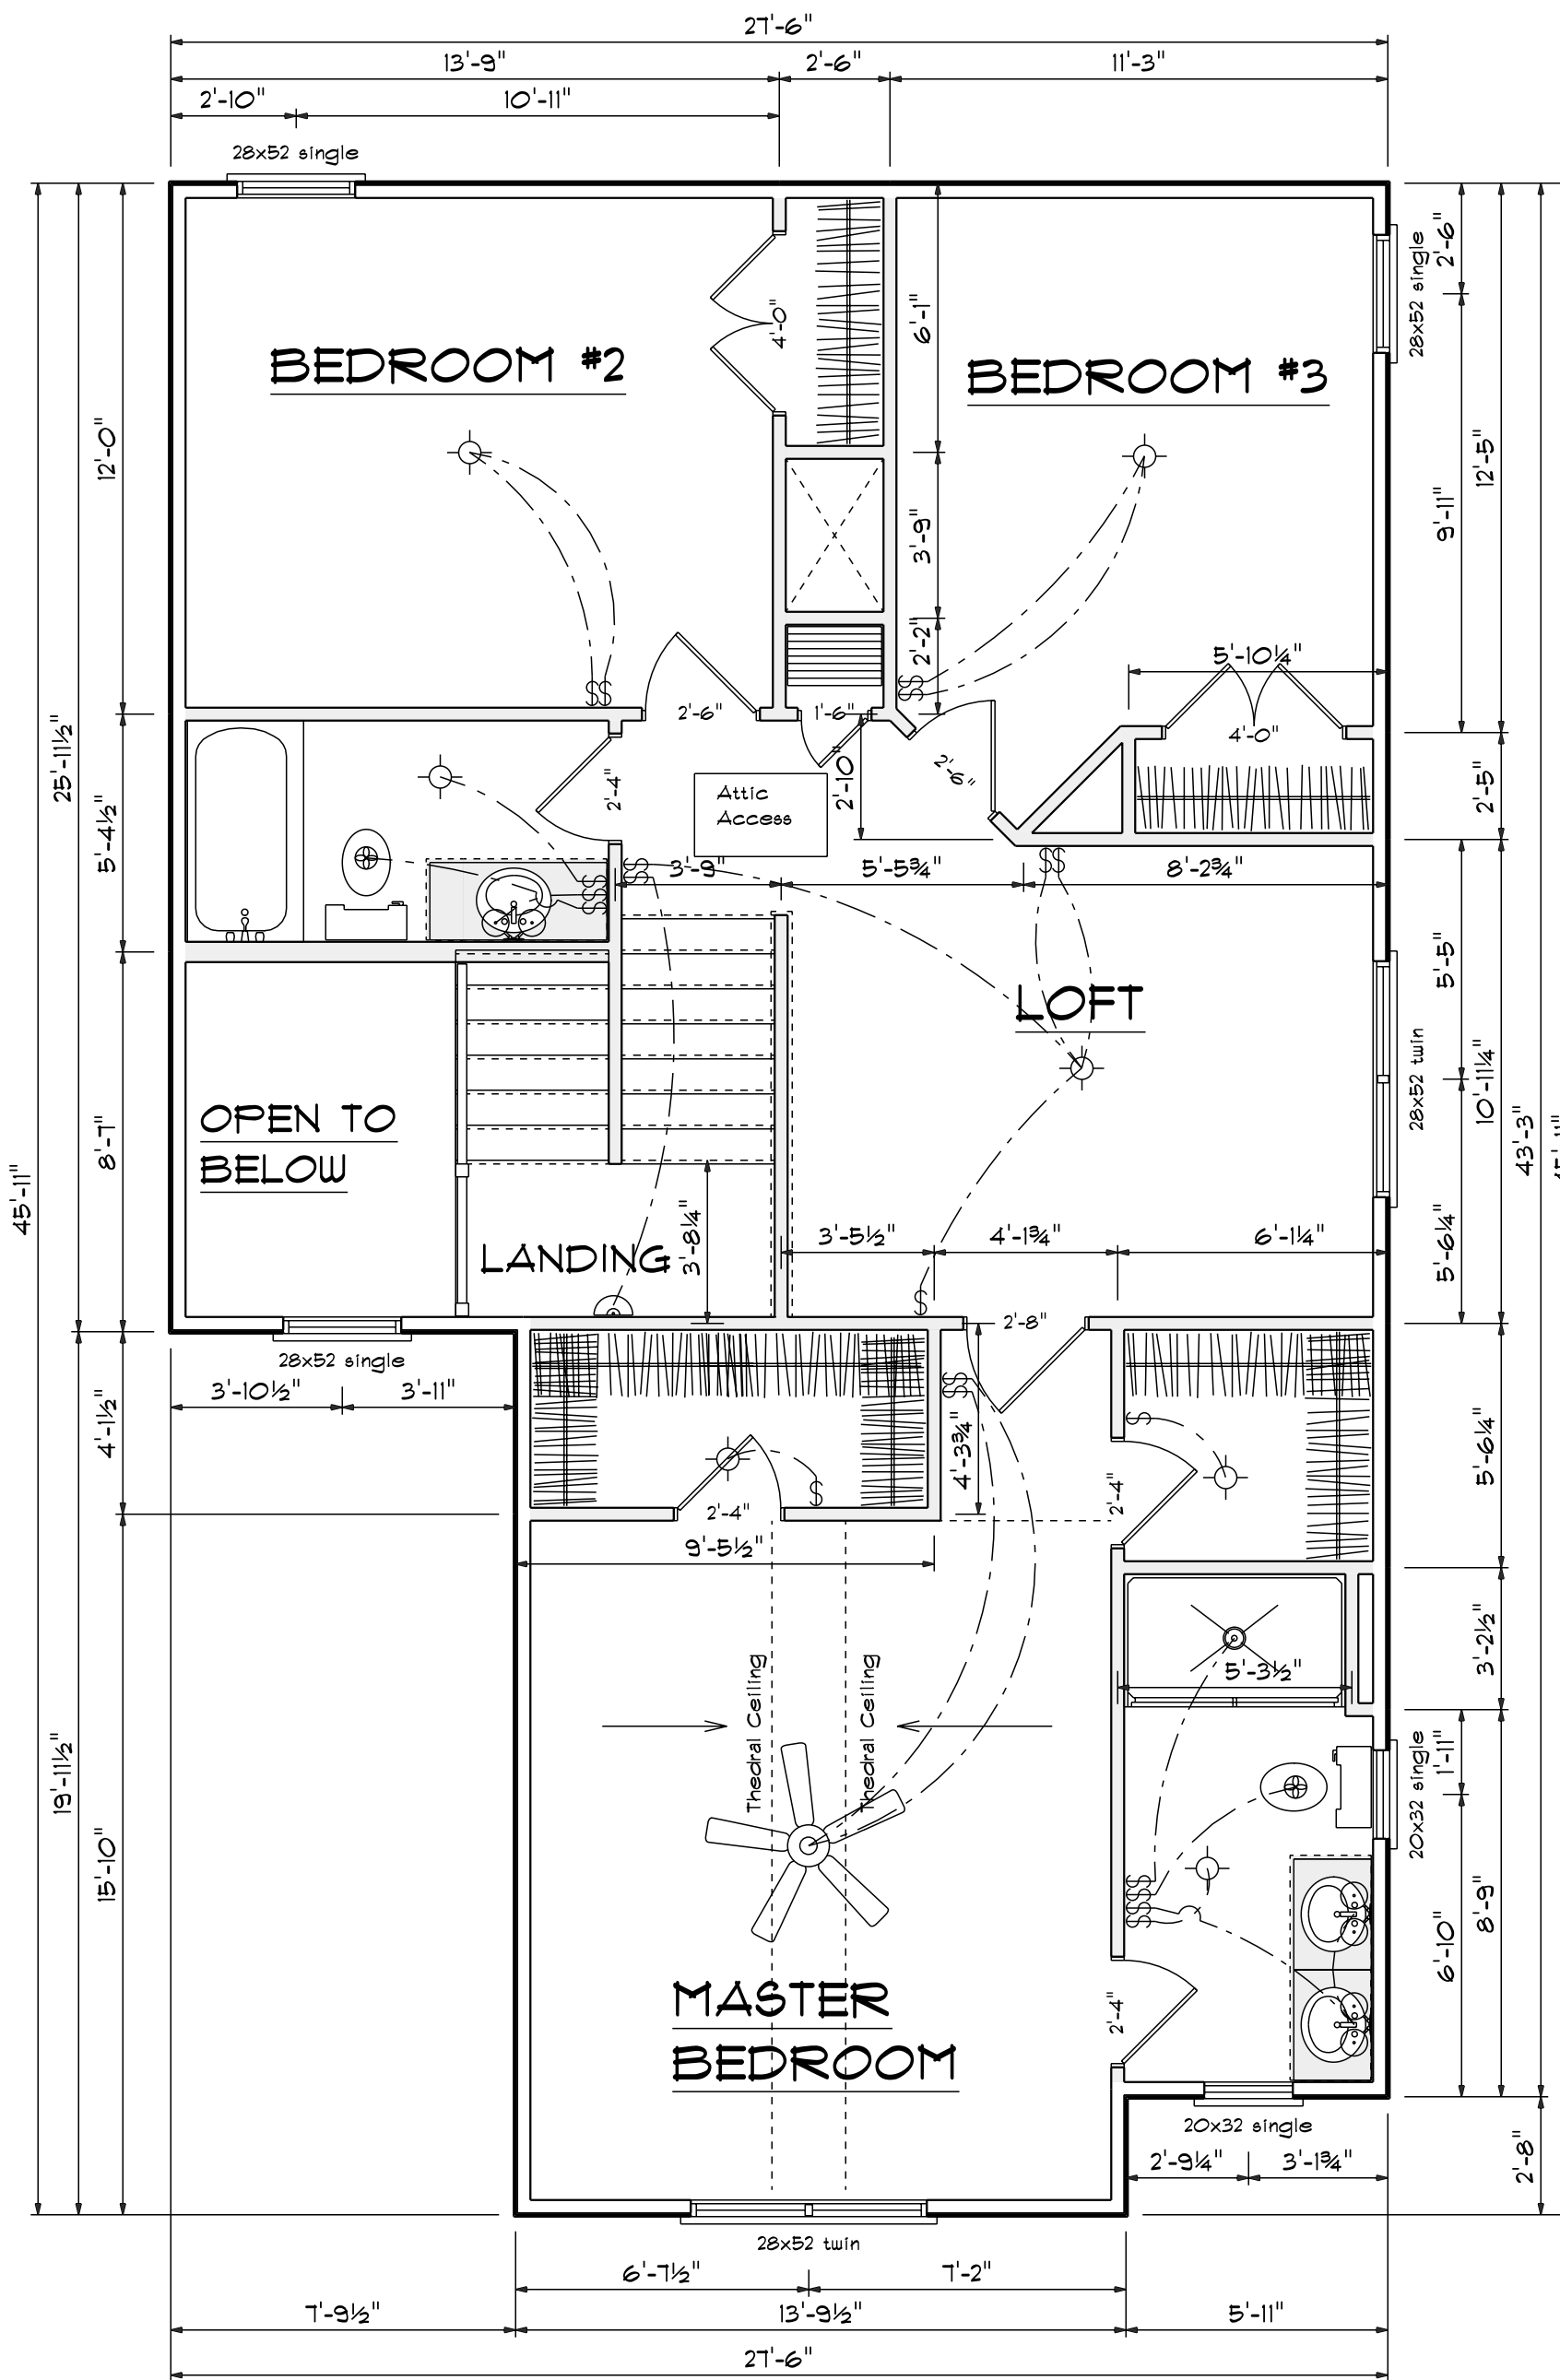 27'-6"
13'-9"
2'-6"
11'-3"
2'-10"
10'-11"
28x52 single
2'-6"
28x52 single
4'-0"
6'-1"
BEDROOM #2
BEDROOM #3
12'-0"
12'-5"
9'-11"
3'-9"
2'-2"
5'-10¼"
2'-6"
1'-6"
4'-0"
25'-11½"
2'-10"
2'-6"
2'-4"
Attic
Access
2'-5"
5'-4½"
SS
SS
SS
SS
SSS
3'-9"
5'-5¾"
8'-2¾"
5'-5"
LOFT
28x52 twin
10'-11¼"
OPEN TO
BELOW
8'-7"
43'-3"
45'-11"
45'-11"
LANDING
3'-8¼"
3'-5½"
4'-1¾"
6'-1¼"
5'-6¼"
S
2'-8"
28x52 single
3'-10½"
3'-11"
4'-1½"
SS
S
4'-3¾"
5'-6¼"
S
2'-4"
2'-4"
9'-5½"
3'-2½"
5'-3½"
Thedral Ceiling
Thedral Ceiling
19'-11½"
1'-11"
20x32 single
15'-10"
SSSS
8'-9"
6'-10"
MASTER
BEDROOM
2'-4"
20x32 single
2'-9¼"
3'-1¾"
2'-8"
28x52 twin
6'-7½"
7'-2"
7'-9½"
13'-9½"
5'-11"
27'-6"